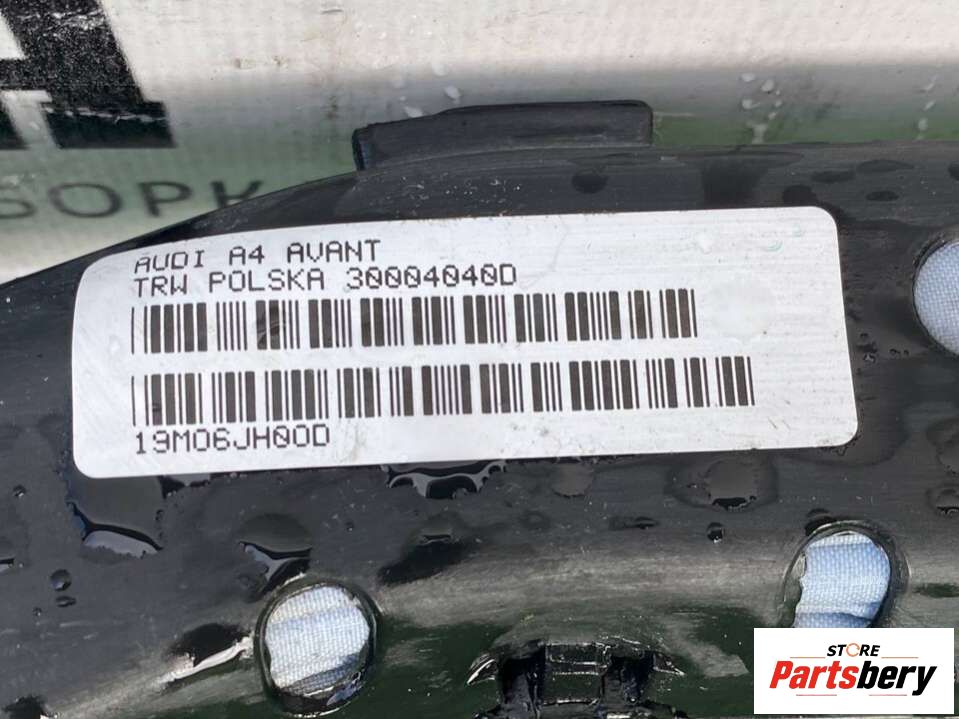 AUDI A4 AVANT
TRW POLSKA 30004040D
19M06JH00D
STORE
Partsbery